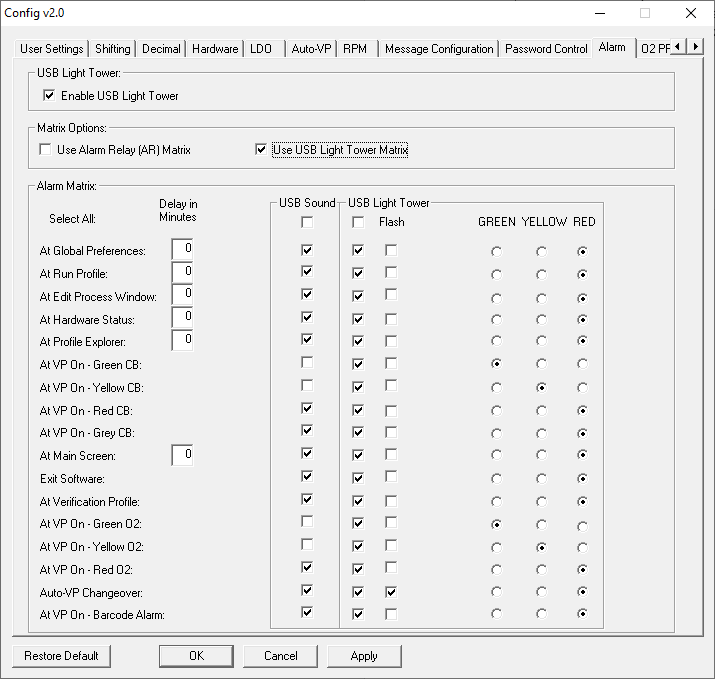 Config v2.0
User Settings Shifting Decimal Hardware LDO Auto-VP RPM Message Configuration Password Control Alarm O2 PF
USB Light Tower:
Enable USB Light Tower
Matrix Options:
Use Alarm Relay (AR) Matrix Use USB Light Tower Matrix
Alarm Matrix:
Delay in USB Sound USB Light Tower
Select All: Minutes Flash GREEN YELLOW RED
At Global Preferences: 0
At Run Profile: 0
At Edit Process Window: 0
At Hardware Status: 0
At Profile Explorer: 0
At VP On - Green CB:
At VP On - Yellow CB:
At VP On - Red CB:
At VP On - Grey CB:
At Main Screen: 0
Exit Software:
At Verification Profile:
At VP On - Green O2:
At VP On - Yellow O2:
At VP On - Red O2:
Auto-VP Changeover:
At VP On - Barcode Alarm:
Restore Default OK Cancel Apply